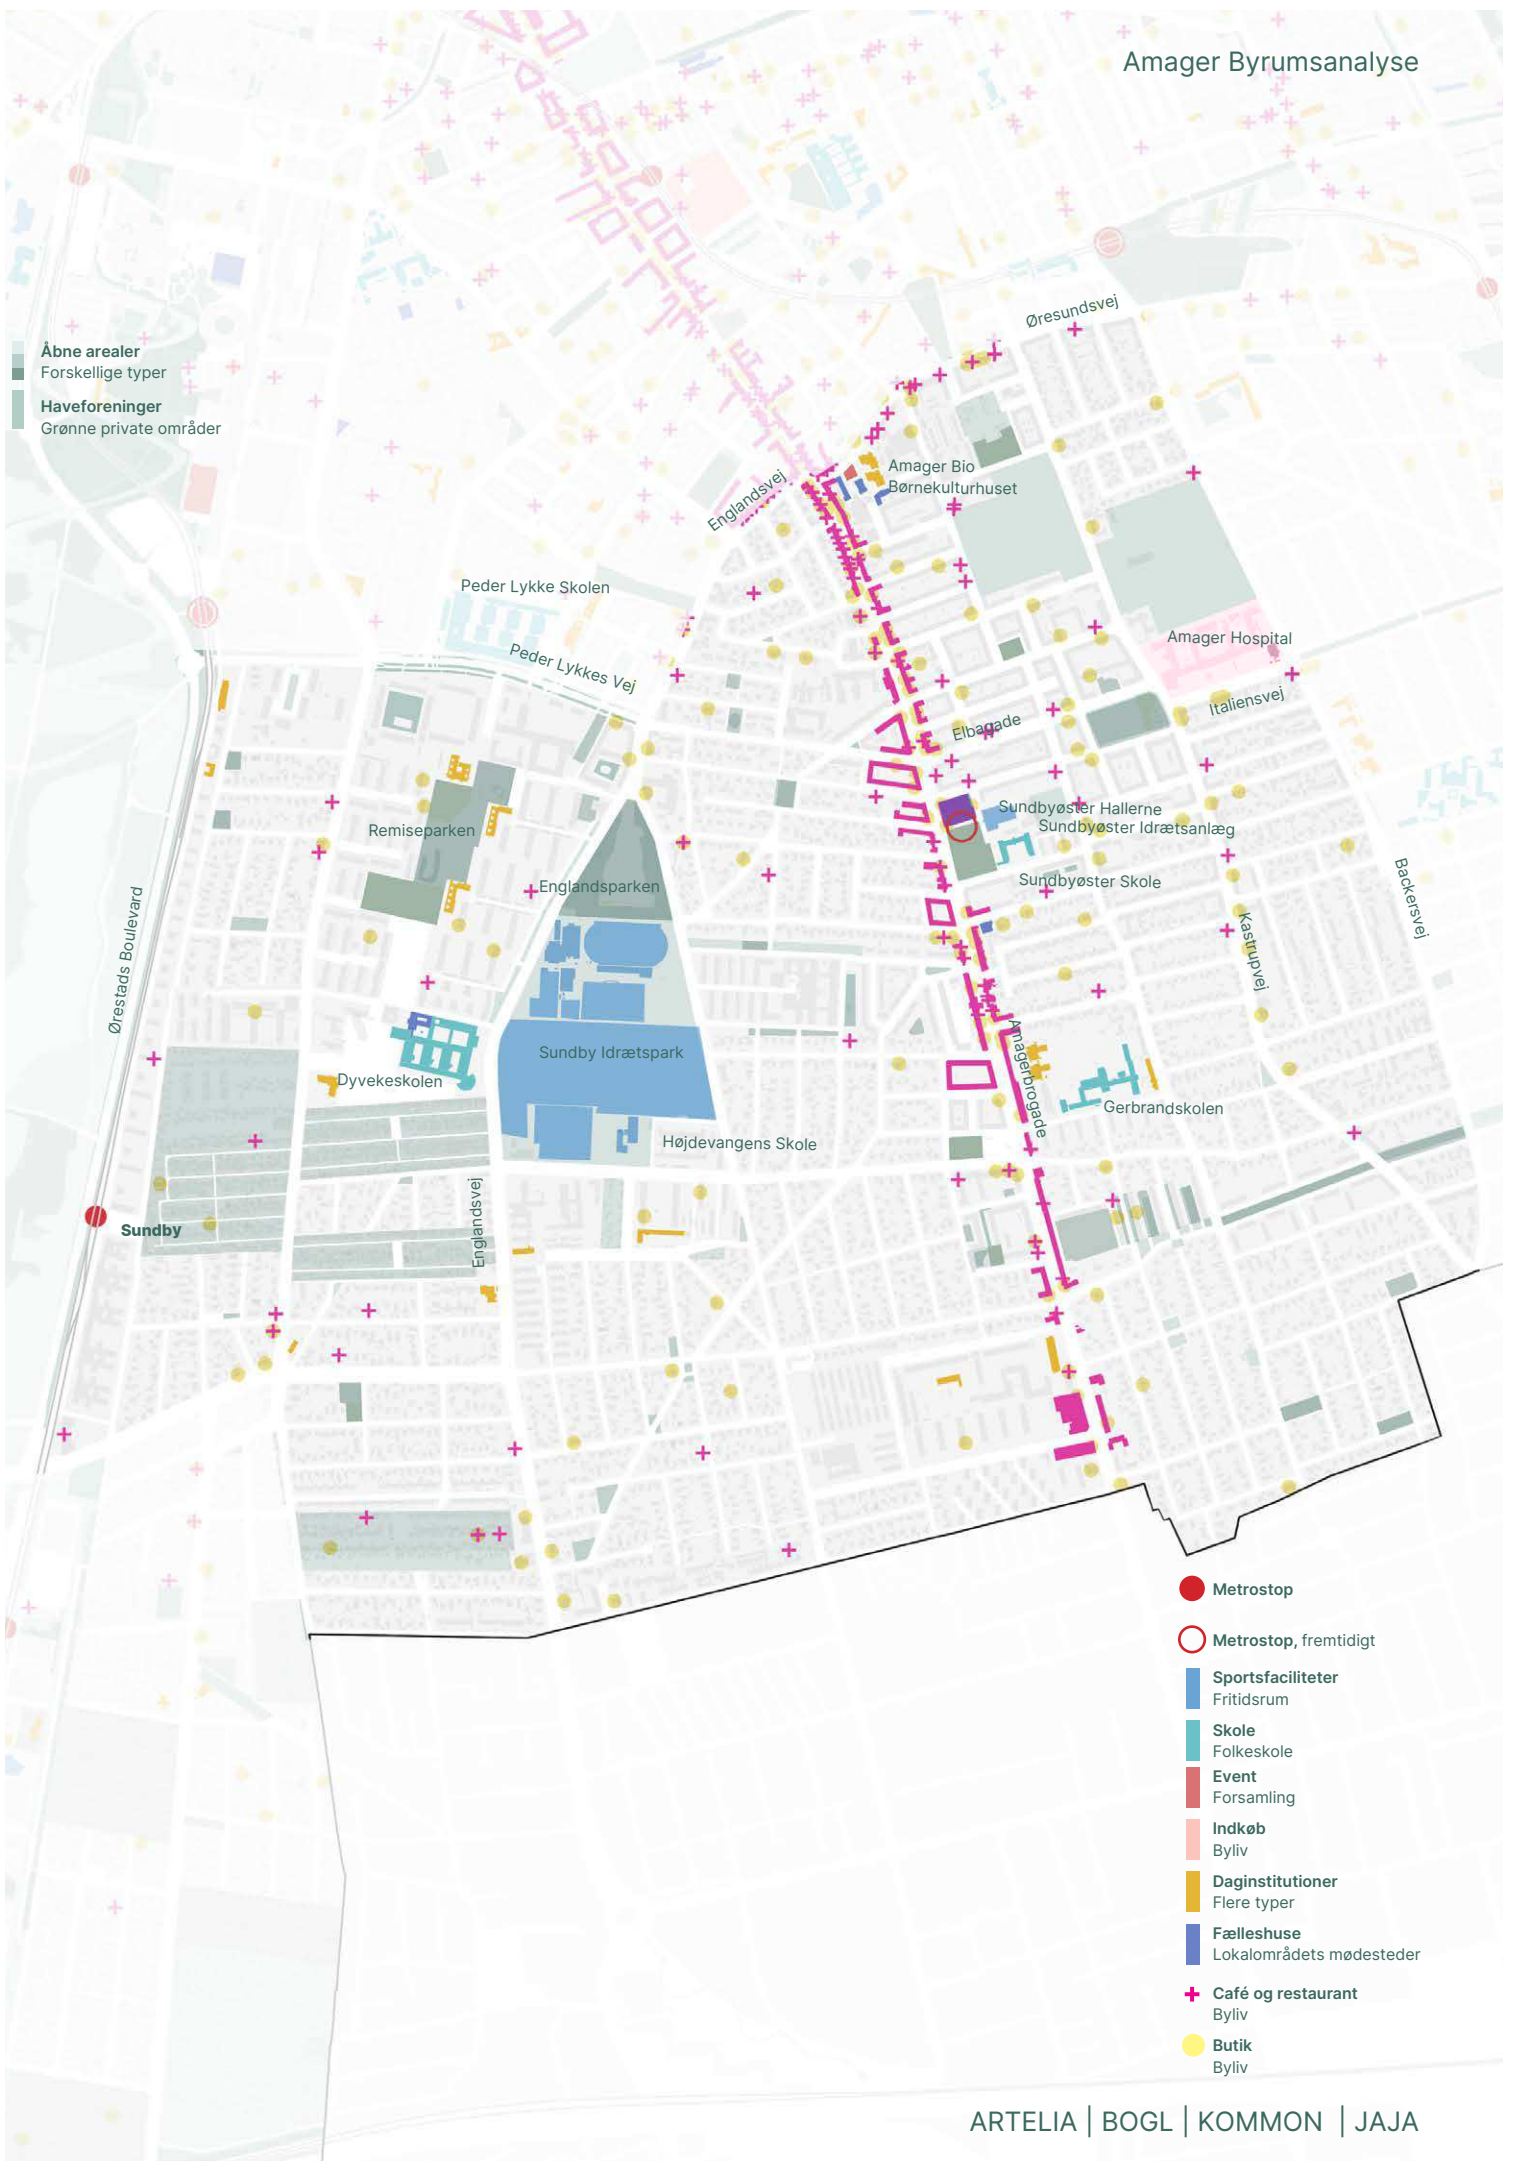 Amager Byrumsanalyse
Øresundsvej
Åbne arealer
Forskellige typer
Haveforeninger
Grønne private områder
Amager Bio
Børnekulturhuset
Englandsvej
Peder Lykke Skolen
Peder Lykkes Vej
Amager Hospital
Italiensvej
Elbagade
Sundbyøster Hallerne
Sundbyøster Idrætsanlæg
Remiseparken
Englandsparken
Sundbyøster Skole
Backersvej
Kastrupvej
Ørestads Boulevard
Sundby Idrætspark
Amagerbrogade
Dyvekeskolen
Gerbrandskolen
Højdevangens Skole
Englandsvej
Sundby
Metrostop
Metrostop, fremtidigt
Sportsfaciliteter
Fritidsrum
Skole
Folkeskole
Event
Forsamling
Indkøb
Byliv
Daginstitutioner
Flere typer
Fælleshuse
Lokalområdets mødesteder
Café og restaurant
Byliv
Butik
Byliv
ARTELIA | BOGL | KOMMON | JAJA